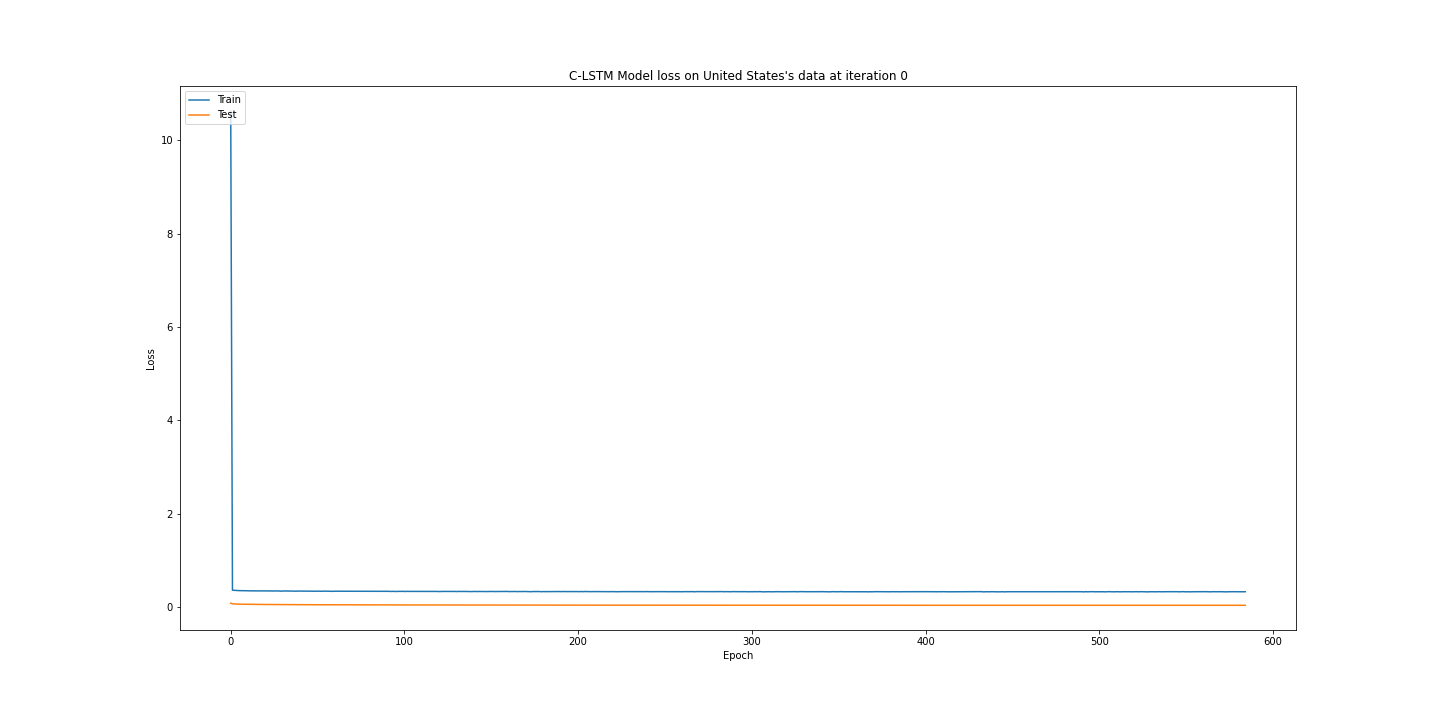 C-LSTM Model loss on United States's data at iteration 0
Train
Test
10
8
6
4
2
0
Loss
0 100 200 300 400 500 600
Epoch